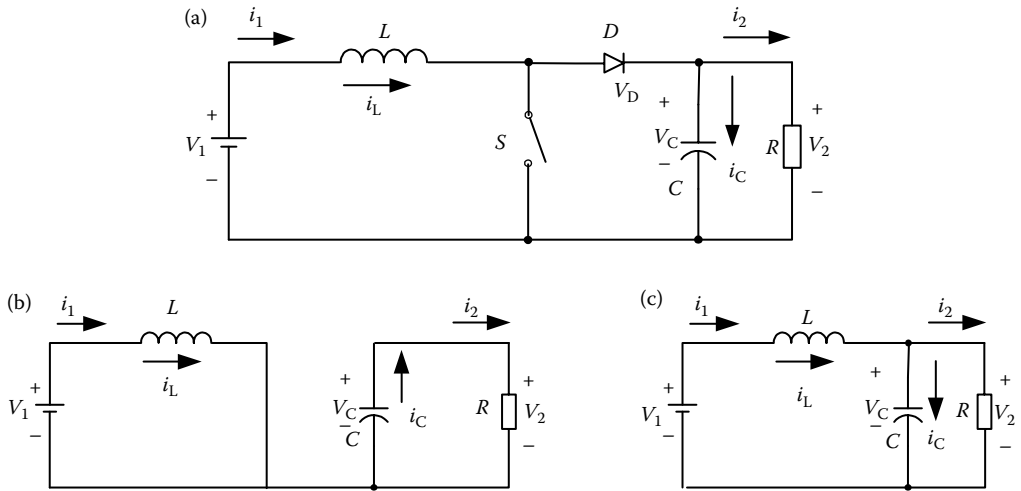 (a) i1 L D i2
iL VD
+ + +
V1 S VC R V2
− − iC −
C
(b) i1 L i2
iL + +
+ VC iC R V2
V1 − −
− C
(c) i1 L i2
iL + +
+ VC R V2
V1 − iC −
− C